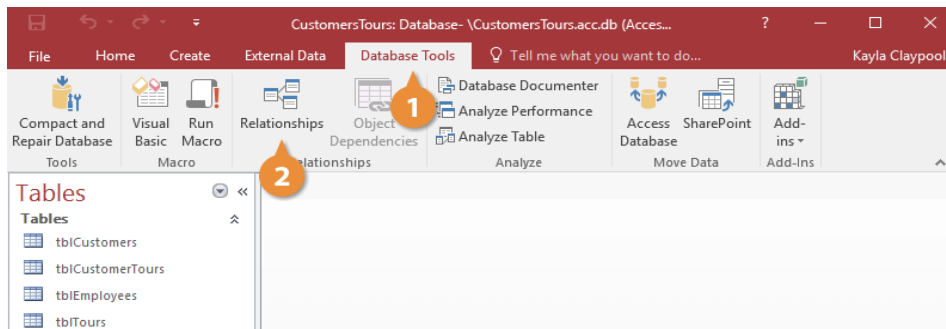 CustomersTours: Database- \CustomersTours.acc.db (Acces... ?
File Home Create External Data Database Tools Tell me what you want to do... Kayla Claypool
1
Compact and Repair Database
Visual Basic
Run Macro
Relationships
Object Dependencies
Database Documenter
Analyze Performance
Analyze Table
Access Database
SharePoint
Add-ins
2
Tools Macro Relationships Analyze Move Data Add-Ins
Tables
Tables
tblCustomers
tblCustomerTours
tblEmployees
tblTours